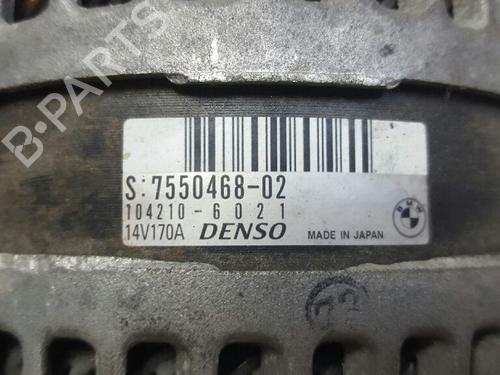 B-PARTS
S:7550468-02
104210-6021
14V170A DENSO MADE IN JAPAN
BMW